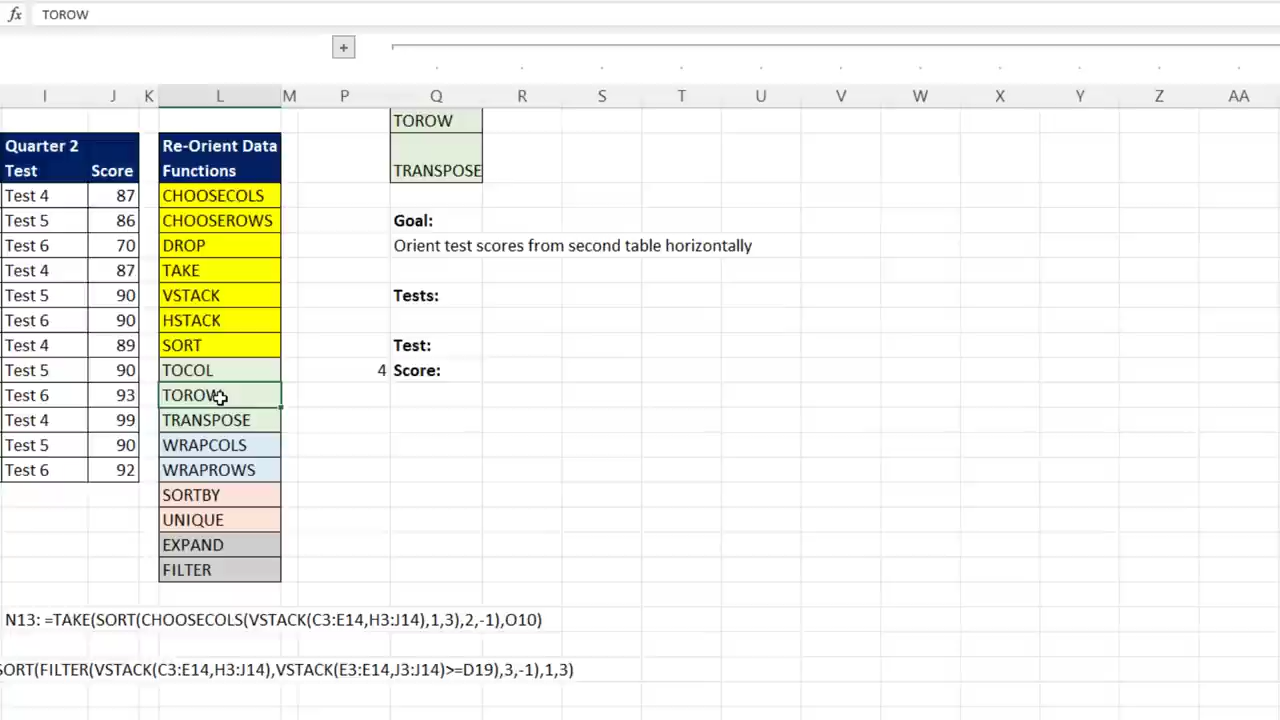 fx TOROW
+
I J K L M P Q R S T U V W X Y Z AA
TOROW
Quarter 2 Re-Orient Data
Test Score Functions TRANSPOSE
Test 4 87 CHOOSECOLS
Test 5 86 CHOOSEROWS Goal:
Test 6 70 DROP Orient test scores from second table horizontally
Test 4 87 TAKE
Test 5 90 VSTACK Tests:
Test 6 90 HSTACK
Test 4 89 SORT Test:
Test 5 90 TOCOL 4 Score:
Test 6 93 TOROW
Test 4 99 TRANSPOSE
Test 5 90 WRAPCOLS
Test 6 92 WRAPROWS
SORTBY
UNIQUE
EXPAND
FILTER
N13: =TAKE(SORT(CHOOSECOLS(VSTACK(C3:E14,H3:J14),1,3),2,-1),O10)
SORT(FILTER(VSTACK(C3:E14,H3:J14),VSTACK(E3:E14,J3:J14)>=D19),3,-1),1,3)